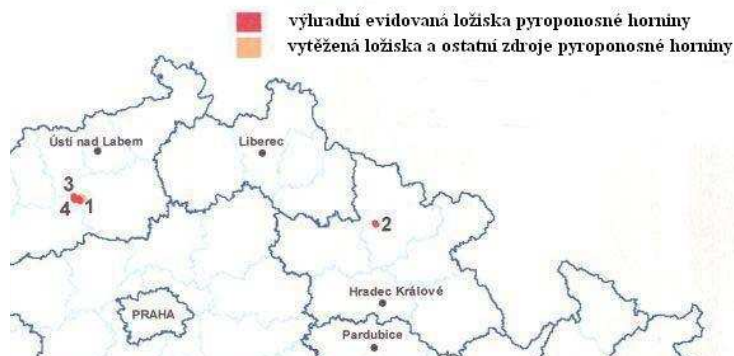 výhradní evidovaná ložiska pyroponosné horniny
vytěžená ložiska a ostatní zdroje pyroponosné horniny
Ústí nad Labem
Liberec
3
4 1
2
Hradec Králové
PRAHA
Pardubice